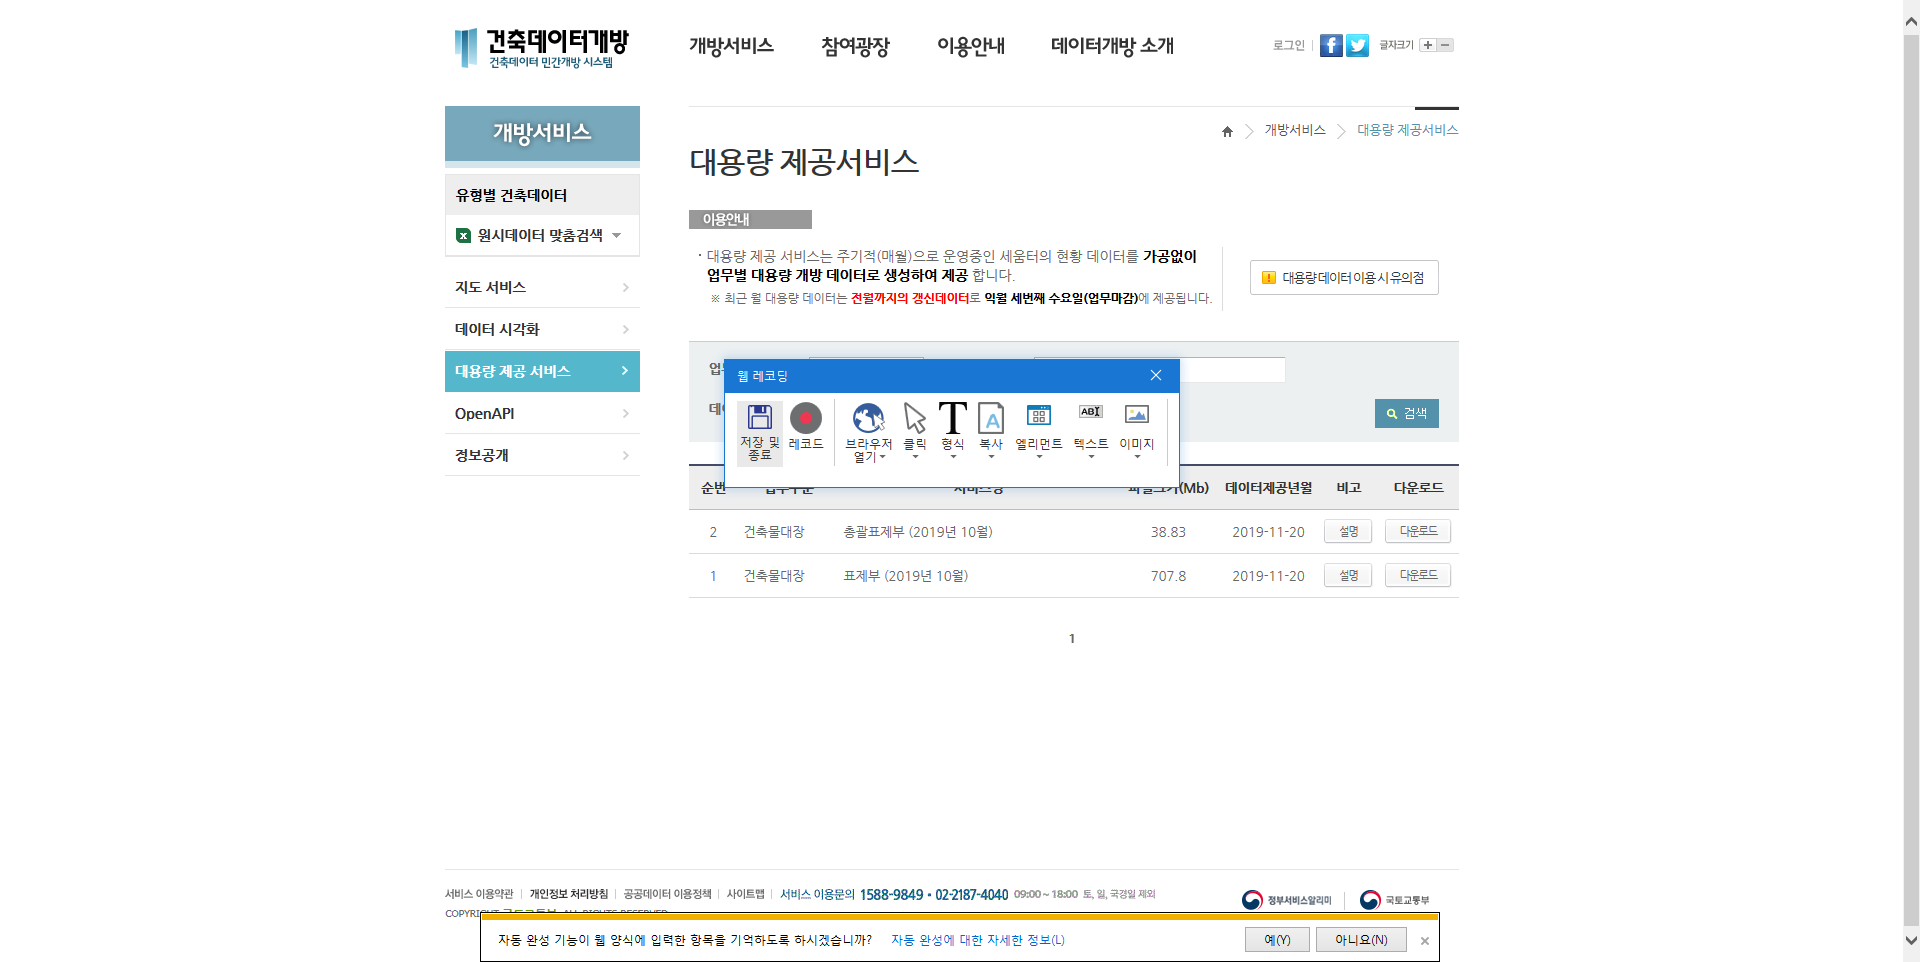 건축데이터개방
건축데이터 민간개방 시스템
개방서비스 참여광장 이용안내 데이터개방 소개
로그인 글자크기
개방서비스
유형별 건축데이터
원시데이터 맞춤검색
지도 서비스
데이터 시각화
대용량 제공 서비스
OpenAPI
정보공개
개방서비스 대용량 제공서비스
대용량 제공서비스
이용안내
· 대용량 제공 서비스는 주기적(매월)으로 운영중인 세움터의 현황 데이터를 가공없이
업무별 대용량 개방 데이터로 생성하여 제공 합니다.
※ 최근 월 대용량 데이터는 전월까지의 갱신데이터로 익월 세번째 수요일(업무마감)에 제공됩니다.
대용량데이터 이용 시 유의점
검색
웹 레코딩
저장 및 종료
레코드
브라우저 열기
클릭
형식
복사
엘리먼트
텍스트
이미지
순번 업무구분 서비스명 파일크기(Mb) 데이터제공년월 비고 다운로드
2 건축물대장 총괄표제부 (2019년 10월) 38.83 2019-11-20 설명 다운로드
1 건축물대장 표제부 (2019년 10월) 707.8 2019-11-20 설명 다운로드
1
서비스 이용약관 개인정보 처리방침 공공데이터 이용정책 사이트맵 서비스 이용문의 1588-9849 • 02-2187-4040 09:00 ~ 18:00 토, 일, 국경일 제외
정부서비스알리미 국토교통부
COPYRIGHT 국토교통부. ALL RIGHTS RESERVED
자동 완성 기능이 웹 양식에 입력한 항목을 기억하도록 하시겠습니까? 자동 완성에 대한 자세한 정보(L) 예(Y) 아니요(N)